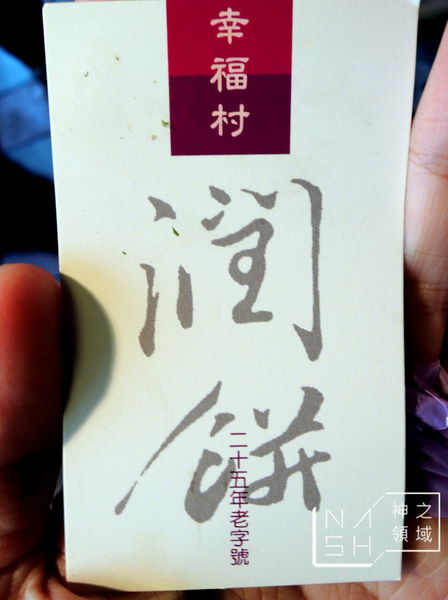 幸福村
潤餅
二十五年老字號
NASH
神之領域